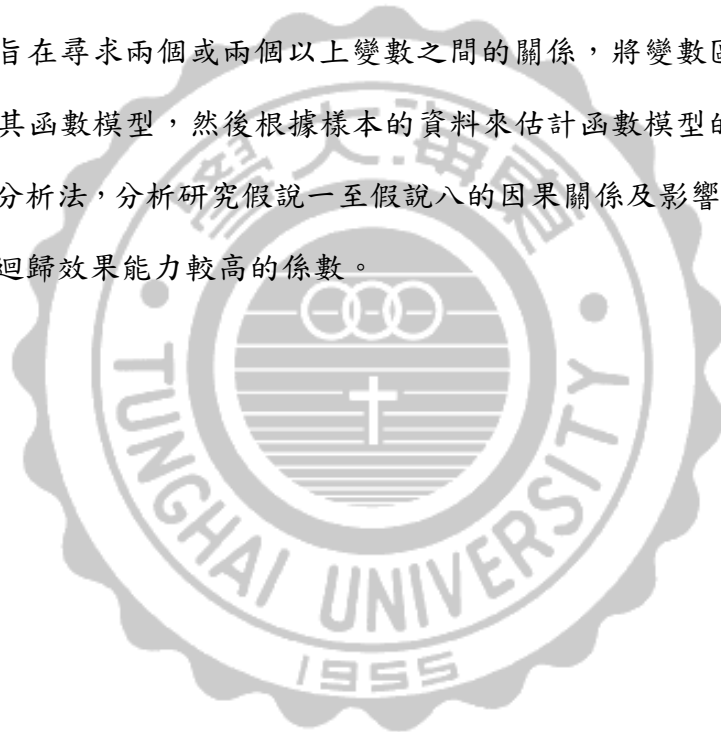 旨在尋求兩個或兩個以上變數之間的關係，將變數
其函數模型，然後根據樣本的資料來估計函數模型的
分析法，分析研究假說一至假說八的因果關係及影響
迴歸效果能力較高的係數。
學大海東
TUNGHAI UNIVERSITY
1955